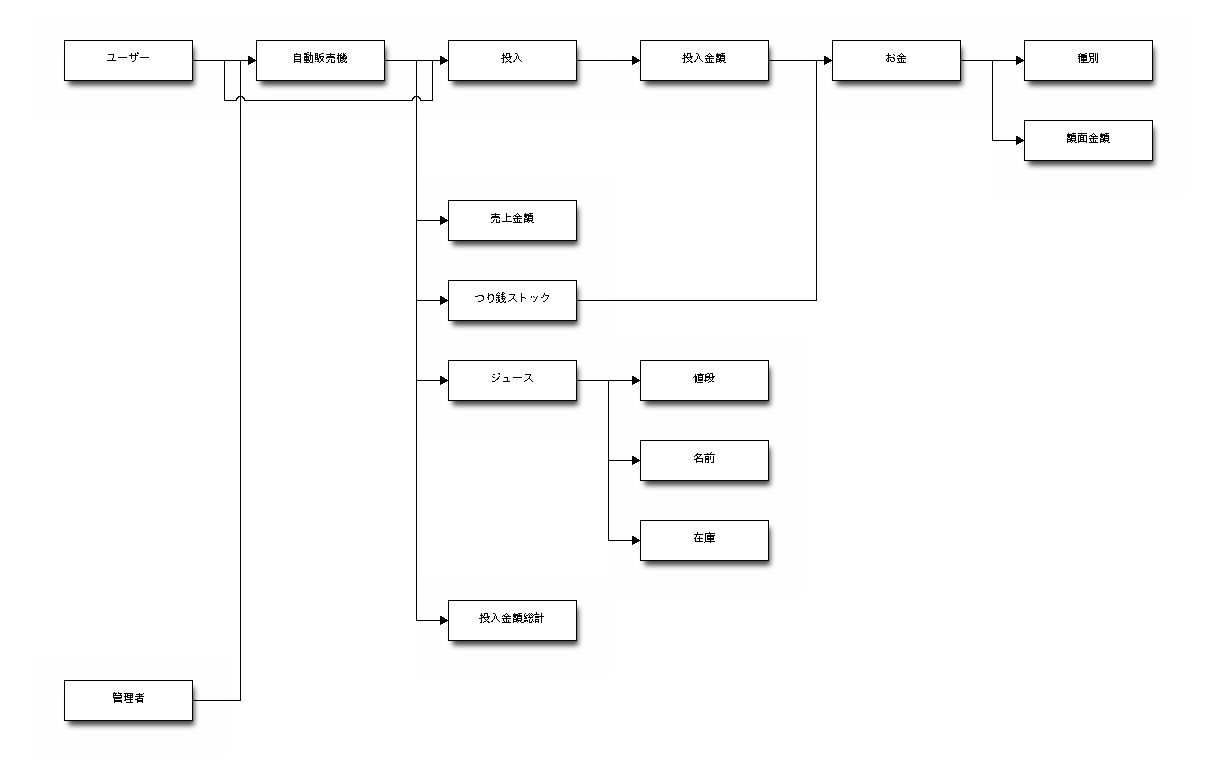 ユーザー
自動販売機
投入
投入金額
お金
種別
額面金額
売上金額
つり銭ストック
ジュース
値段
名前
在庫
投入金額総計
管理者